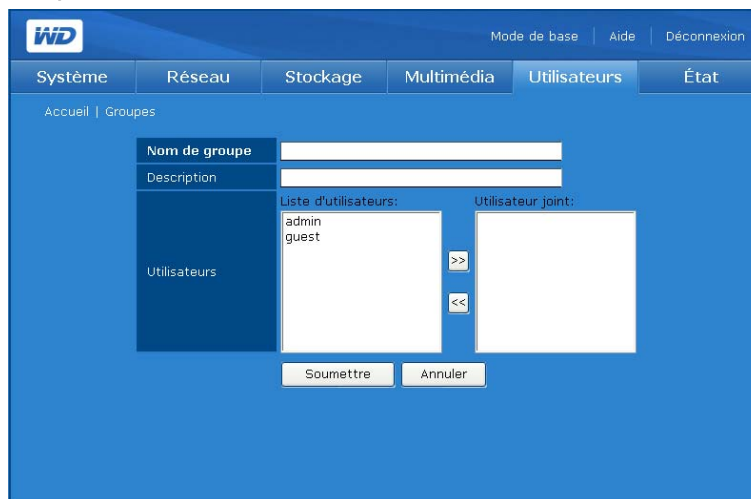 WD
Mode de base | Aide | Déconnexion
Système Réseau Stockage Multimédia Utilisateurs État
Accueil | Groupes
Nom de groupe
Description
Liste d'utilisateurs: Utilisateur joint:
admin
guest
Utilisateurs
>>
<<
Soumettre Annuler